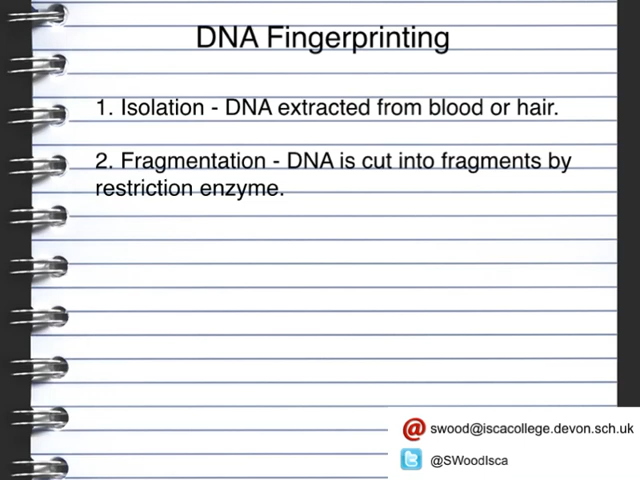 DNA Fingerprinting
1. Isolation - DNA extracted from blood or hair.
2. Fragmentation - DNA is cut into fragments by
restriction enzyme.
swood@iscacollege.devon.sch.uk
@SWoodIsca